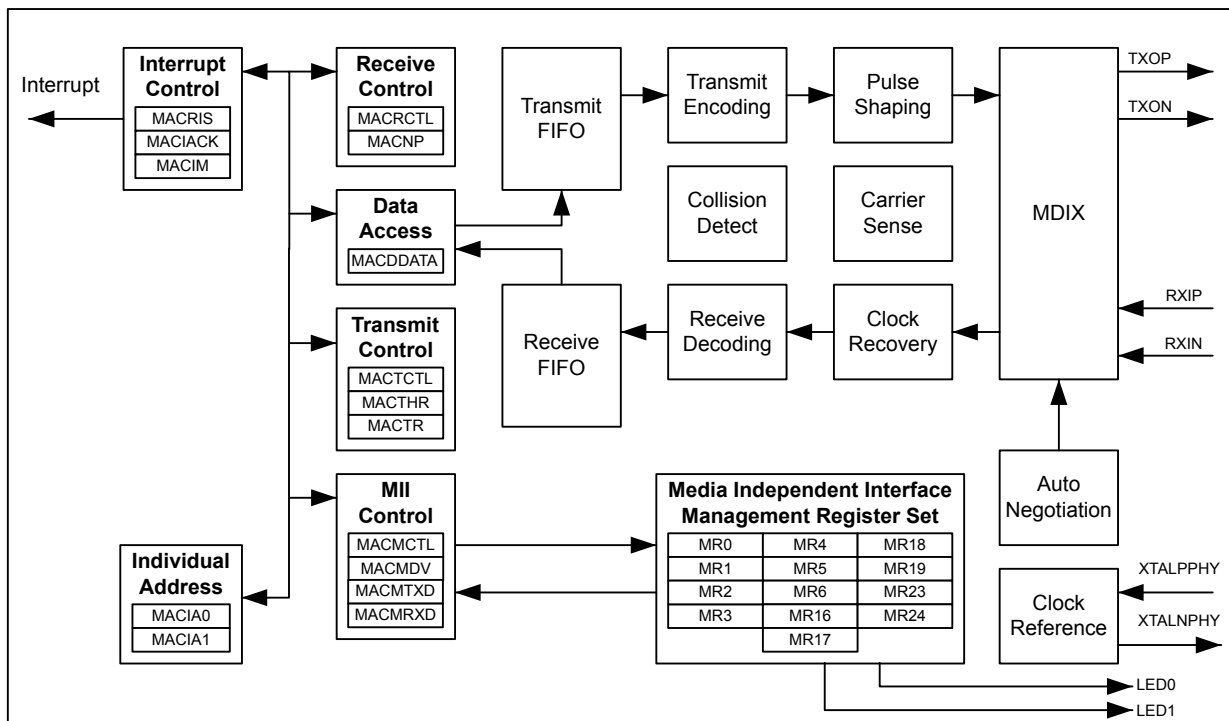 Interrupt
Interrupt
Control
MACRIS
MACIACK
MACIM
Receive
Control
MACRCTL
MACNP
Data
Access
MACDDATA
Transmit
Control
MACTCTL
MACTHR
MACTR
MII
Control
MACMCTL
MACMDV
MACMTXD
MACMRXD
Individual
Address
MACIA0
MACIA1
Transmit
FIFO
Receive
FIFO
Transmit
Encoding
Pulse
Shaping
Collision
Detect
Carrier
Sense
Receive
Decoding
Clock
Recovery
MDIX
TXOP
TXON
RXIP
RXIN
Auto
Negotiation
Media Independent Interface
Management Register Set
MR0 MR4 MR18
MR1 MR5 MR19
MR2 MR6 MR23
MR3 MR16 MR24
MR17
Clock
Reference
XTALPPHY
XTALNPHY
LED0
LED1